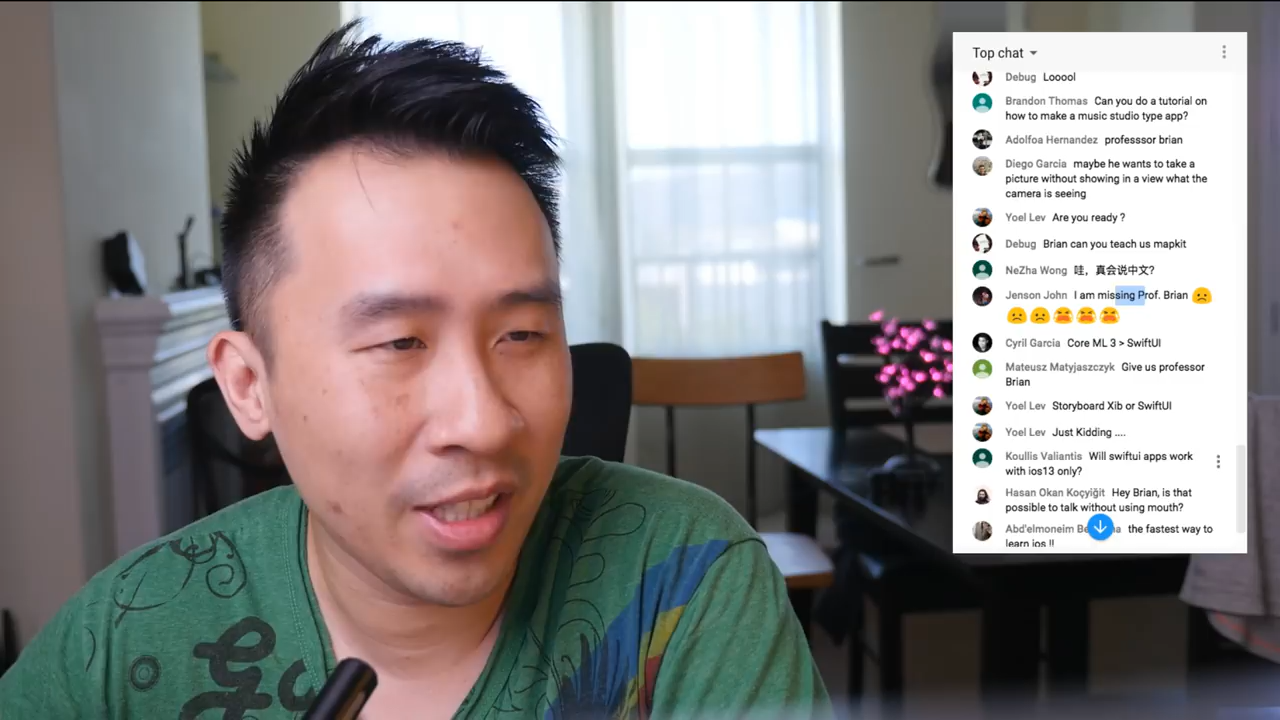 Top chat
Debug Looool
Brandon Thomas Can you do a tutorial on
how to make a music studio type app?
Adolfoa Hernandez professsor brian
Diego Garcia maybe he wants to take a
picture without showing in a view what the
camera is seeing
Yoel Lev Are you ready ?
Debug Brian can you teach us mapkit
NeZha Wong 哇，真会说中文?
Jenson John I am missing Prof. Brian ☹️
☹️☹️😫😫😫
Cyril Garcia Core ML 3 > SwiftUI
Mateusz Matyjaszczyk Give us professor
Brian
Yoel Lev Storyboard Xib or SwiftUI
Yoel Lev Just Kidding ....
Koullis Valiantis Will swiftui apps work
with ios13 only?
Hasan Okan Koçyiğit Hey Brian, is that
possible to talk without using mouth?
Abd'elmoneim the fastest way to
learn ios !!